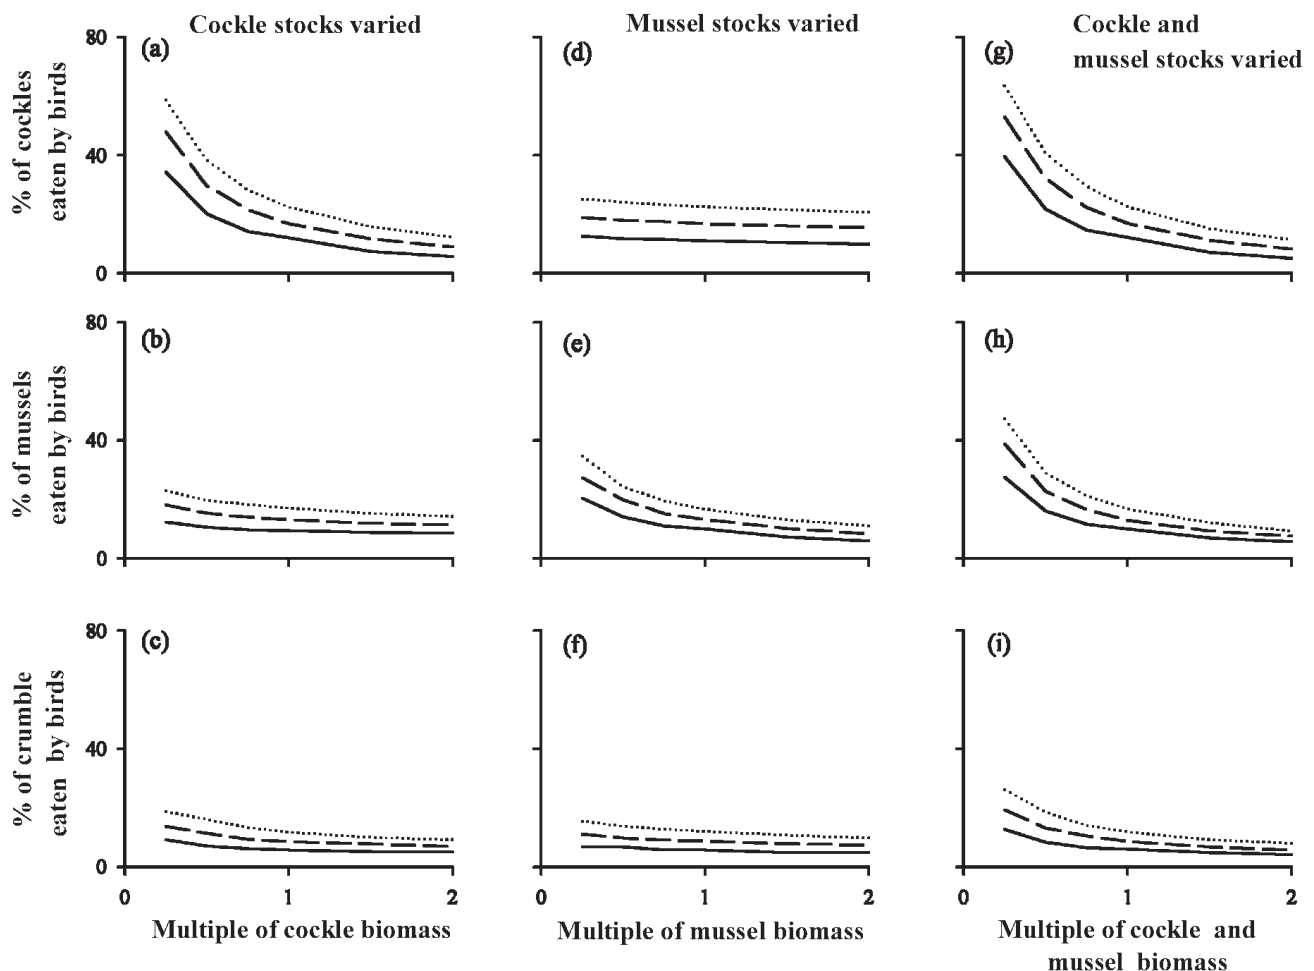 Cockle stocks varied
Mussel stocks varied
Cockle and
mussel stocks varied
% of cockles
eaten by birds
80
40
0
(a)
(d)
(g)
% of mussels
eaten by birds
80
40
0
(b)
(e)
(h)
% of crumble
eaten by birds
80
40
0
(c)
(f)
(i)
0 1 2
0 1 2
0 1 2
Multiple of cockle biomass
Multiple of mussel biomass
Multiple of cockle and
mussel biomass